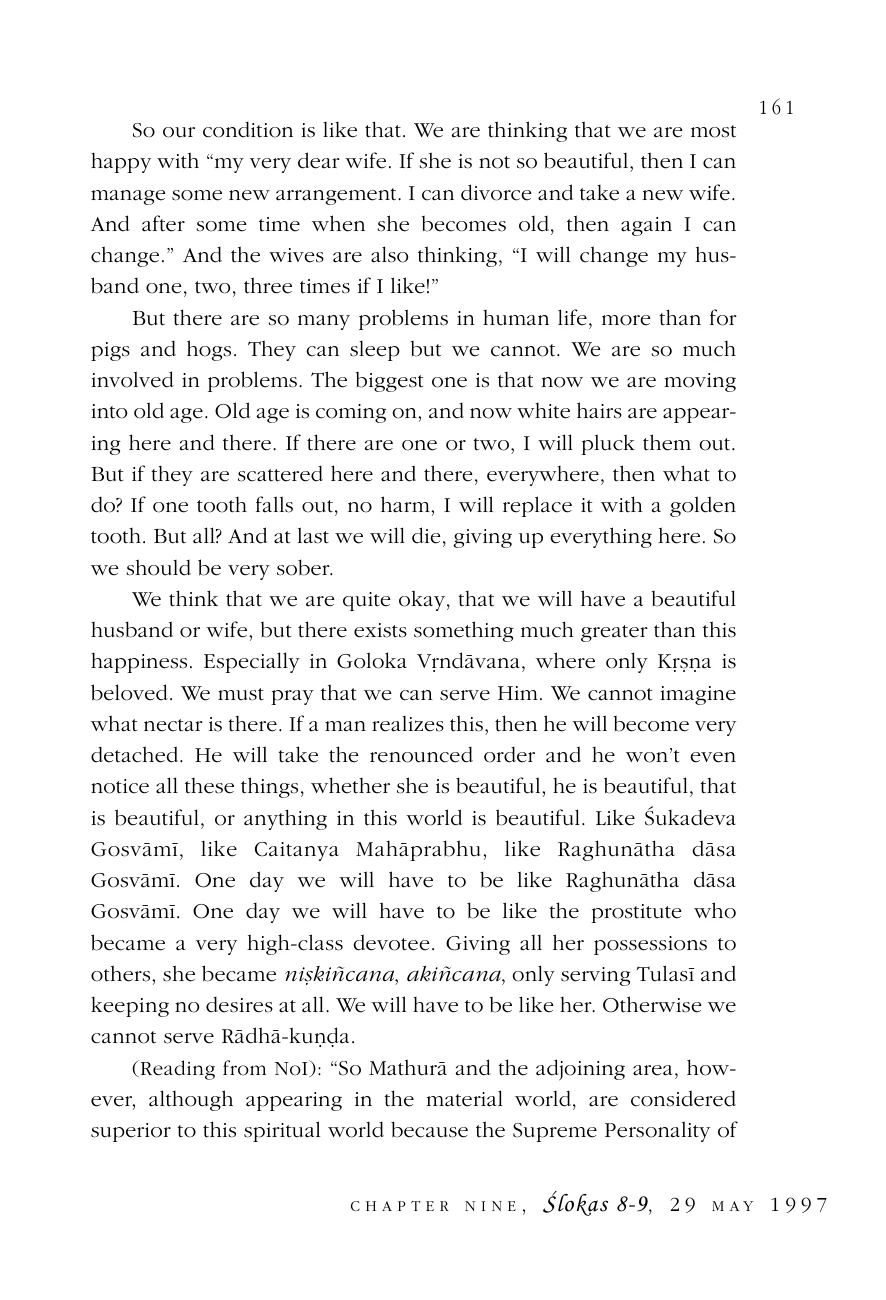 161
So our condition is like that. We are thinking that we are most
happy with “my very dear wife. If she is not so beautiful, then I can
manage some new arrangement. I can divorce and take a new wife.
And after some time when she becomes old, then again I can
change.” And the wives are also thinking, “I will change my hus-
band one, two, three times if I like!”
But there are so many problems in human life, more than for
pigs and hogs. They can sleep but we cannot. We are so much
involved in problems. The biggest one is that now we are moving
into old age. Old age is coming on, and now white hairs are appear-
ing here and there. If there are one or two, I will pluck them out.
But if they are scattered here and there, everywhere, then what to
do? If one tooth falls out, no harm, I will replace it with a golden
tooth. But all? And at last we will die, giving up everything here. So
we should be very sober.
We think that we are quite okay, that we will have a beautiful
husband or wife, but there exists something much greater than this
happiness. Especially in Goloka Vṛndāvana, where only Kṛṣṇa is
beloved. We must pray that we can serve Him. We cannot imagine
what nectar is there. If a man realizes this, then he will become very
detached. He will take the renounced order and he won’t even
notice all these things, whether she is beautiful, he is beautiful, that
is beautiful, or anything in this world is beautiful. Like Śukadeva
Gosvāmī, like Caitanya Mahāprabhu, like Raghunātha dāsa
Gosvāmī. One day we will have to be like Raghunātha dāsa
Gosvāmī. One day we will have to be like the prostitute who
became a very high-class devotee. Giving all her possessions to
others, she became niṣkiñcana, akiñcana, only serving Tulasī and
keeping no desires at all. We will have to be like her. Otherwise we
cannot serve Rādhā-kuṇḍa.
(Reading from NoI): “So Mathurā and the adjoining area, how-
ever, although appearing in the material world, are considered
superior to this spiritual world because the Supreme Personality of
CHAPTER NINE, Ślokas 8-9, 29 MAY 1997